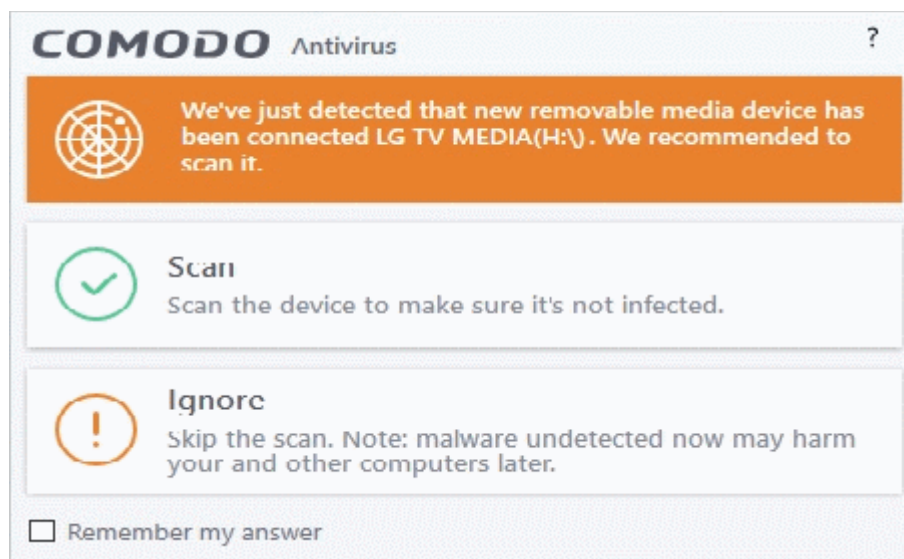 COMODO Antivirus ?
We've just detected that new removable media device has
been connected LG TV MEDIA(H:\). We recommended to
scan it.
Scan
Scan the device to make sure it's not infected.
Ignore
Skip the scan. Note: malware undetected now may harm
your and other computers later.
Remember my answer